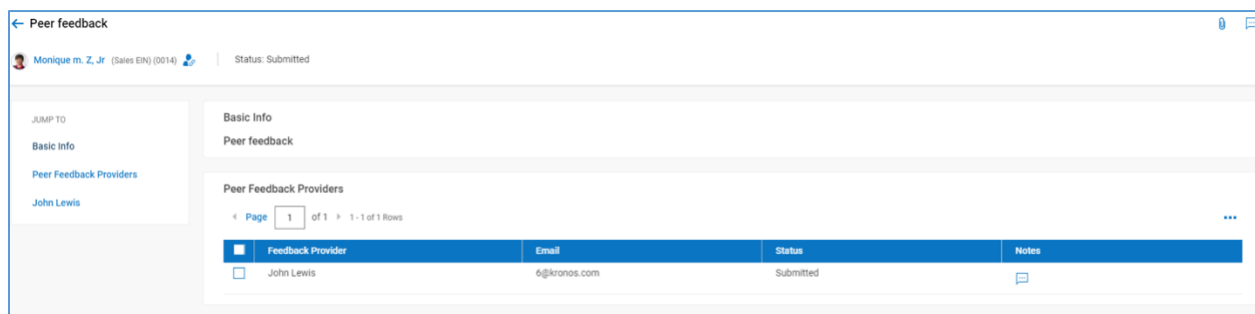 Peer feedback
Monique m. Z, Jr (Sales EIN) (0014) Status: Submitted
JUMP TO
Basic Info
Peer Feedback Providers
John Lewis
Basic Info
Peer feedback
Peer Feedback Providers
Page 1 of 1 1 - 1 of 1 Rows
Feedback Provider Email Status Notes
John Lewis 6@kronos.com Submitted